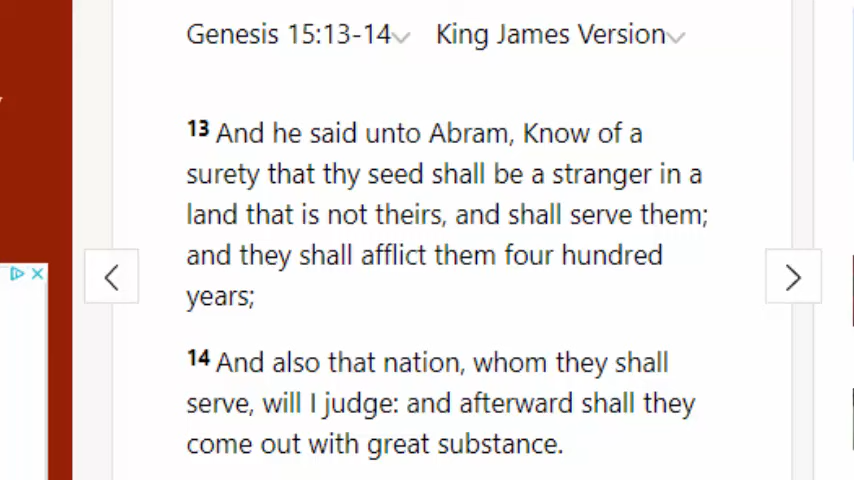 Genesis 15:13-14 King James Version
13 And he said unto Abram, Know of a
surety that thy seed shall be a stranger in a
land that is not theirs, and shall serve them;
and they shall afflict them four hundred
years;
14 And also that nation, whom they shall
serve, will I judge: and afterward shall they
come out with great substance.